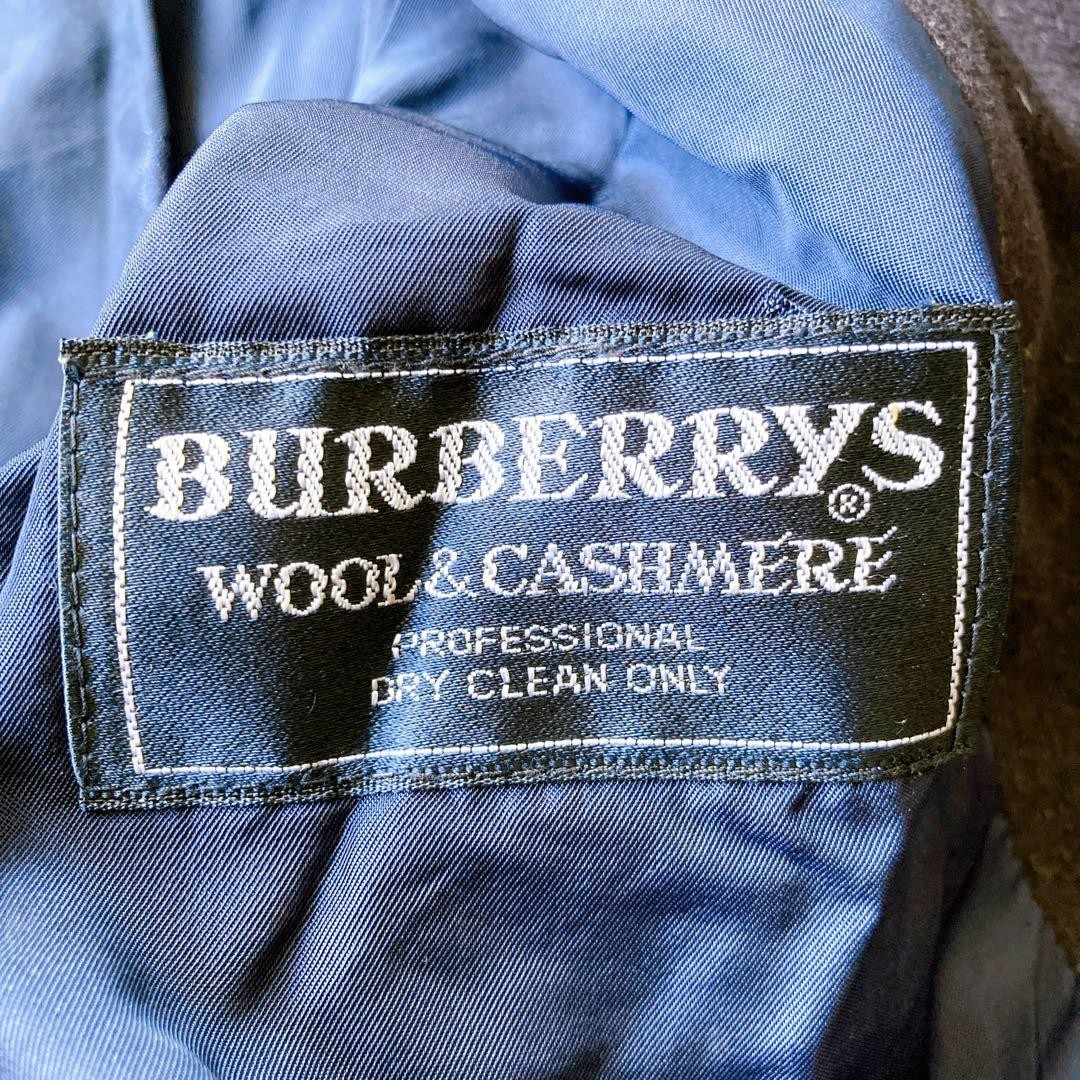 BURBERRYS®
WOOL&CASHMERE
PROFESSIONAL
DRY CLEAN ONLY